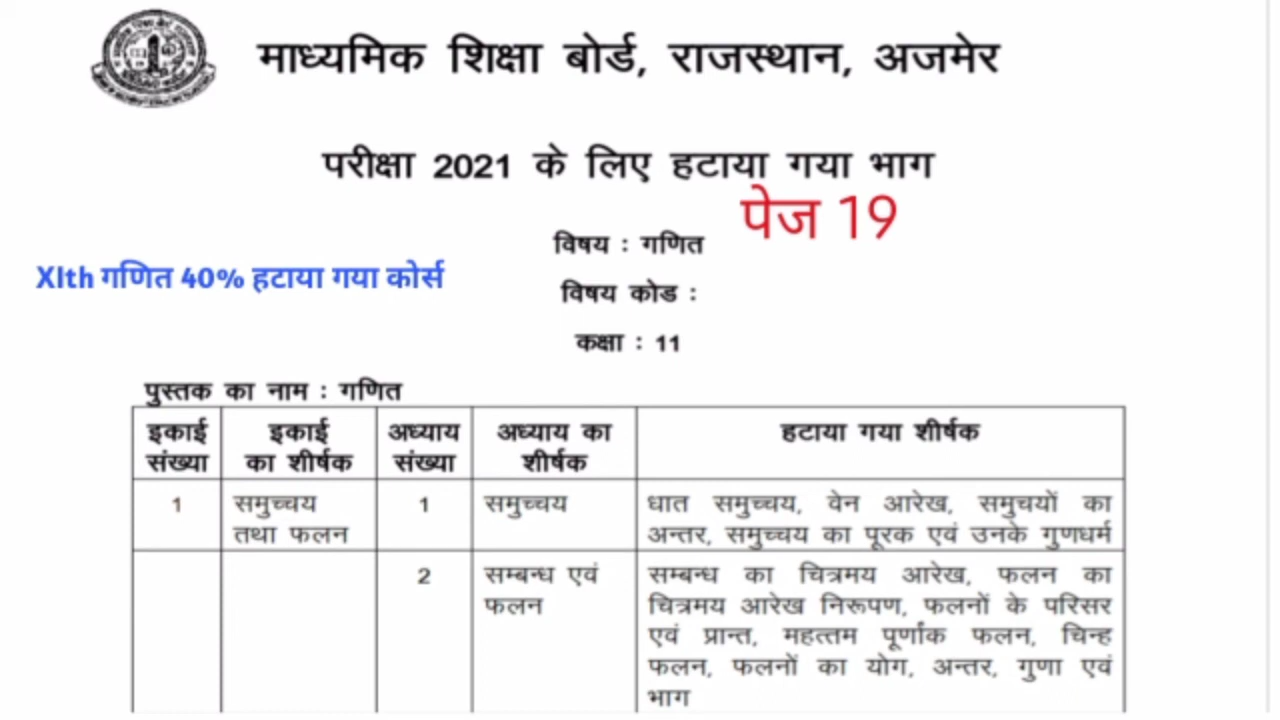 माध्यमिक शिक्षा बोर्ड, राजस्थान, अजमेर
परीक्षा 2021 के लिए हटाया गया भाग
पेज 19
विषय : गणित
XIth गणित 40% हटाया गया कोर्स
विषय कोड :
कक्षा : 11
पुस्तक का नाम : गणित
इकाई संख्या | इकाई का शीर्षक | अध्याय संख्या | अध्याय का शीर्षक | हटाया गया शीर्षक
1 | समुच्चय तथा फलन | 1 | समुच्चय | धात समुच्चय, वेन आरेख, समुचयों का
अन्तर, समुच्चय का पूरक एवं उनके गुणधर्म
2 | सम्बन्ध एवं फलन | सम्बन्ध का चित्रमय आरेख, फलन का
चित्रमय आरेख निरूपण, फलनों के परिसर
एवं प्रान्त, महत्तम पूर्णांक फलन, चिन्ह
फलन, फलनों का योग, अन्तर, गुणा एवं
भाग